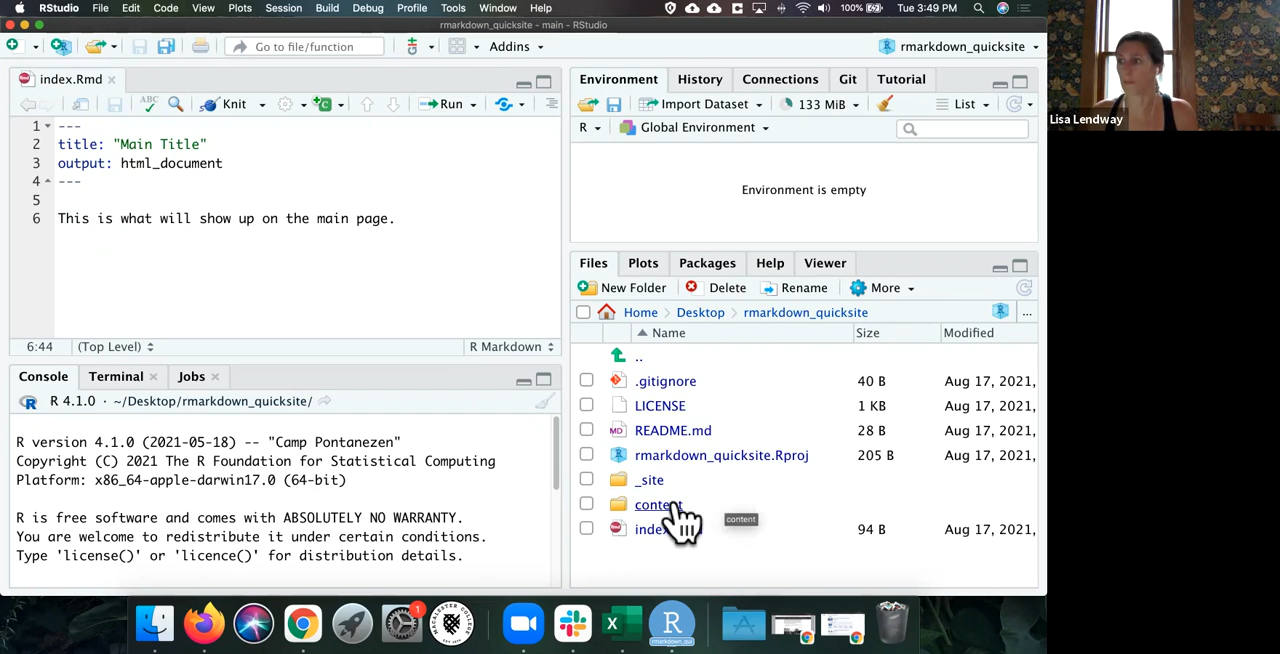 RStudio File Edit Code View Plots Session Build Debug Profile Tools Window Help 100% Tue 3:49 PM
rmarkdown_quicksite - main - RStudio
Go to file/function Addins rmarkdown_quicksite
index.Rmd
ABC Knit Run
1 ---
2 title: "Main Title"
3 output: html_document
4 ---
5
6 This is what will show up on the main page.
6:44 (Top Level) R Markdown
Console Terminal Jobs
R 4.1.0 · ~/Desktop/rmarkdown_quicksite/
R version 4.1.0 (2021-05-18) -- "Camp Pontanezen"
Copyright (C) 2021 The R Foundation for Statistical Computing
Platform: x86_64-apple-darwin17.0 (64-bit)
R is free software and comes with ABSOLUTELY NO WARRANTY.
You are welcome to redistribute it under certain conditions.
Type 'license()' or 'licence()' for distribution details.
Environment History Connections Git Tutorial
Import Dataset 133 MiB List
R Global Environment
Environment is empty
Files Plots Packages Help Viewer
New Folder Delete Rename More
Home Desktop rmarkdown_quicksite ...
Name Size Modified
..
.gitignore 40 B Aug 17, 2021,
LICENSE 1 KB Aug 17, 2021,
MD README.md 28 B Aug 17, 2021,
rmarkdown_quicksite.Rproj 205 B Aug 17, 2021,
_site
content
content
94 B Aug 17, 2021,
Lisa Lendway
1
R
X